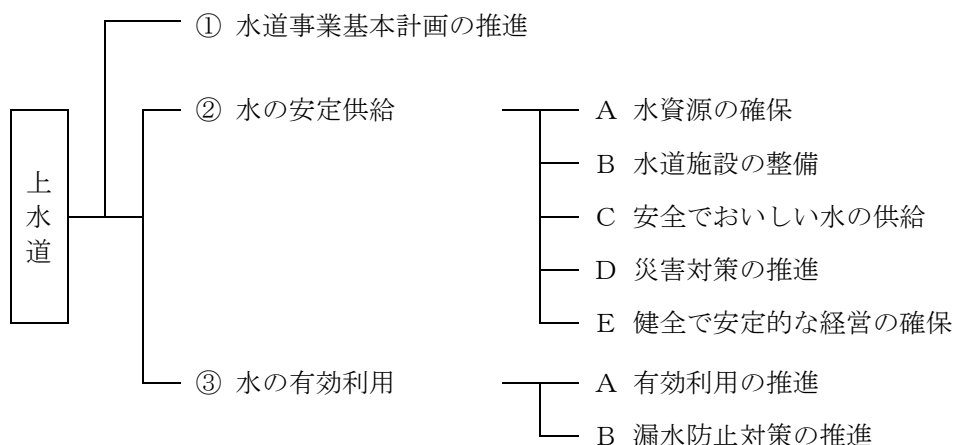 ① 水道事業基本計画の推進
上水道
② 水の安定供給
A 水資源の確保
B 水道施設の整備
C 安全でおいしい水の供給
D 災害対策の推進
E 健全で安定的な経営の確保
③ 水の有効利用
A 有効利用の推進
B 漏水防止対策の推進